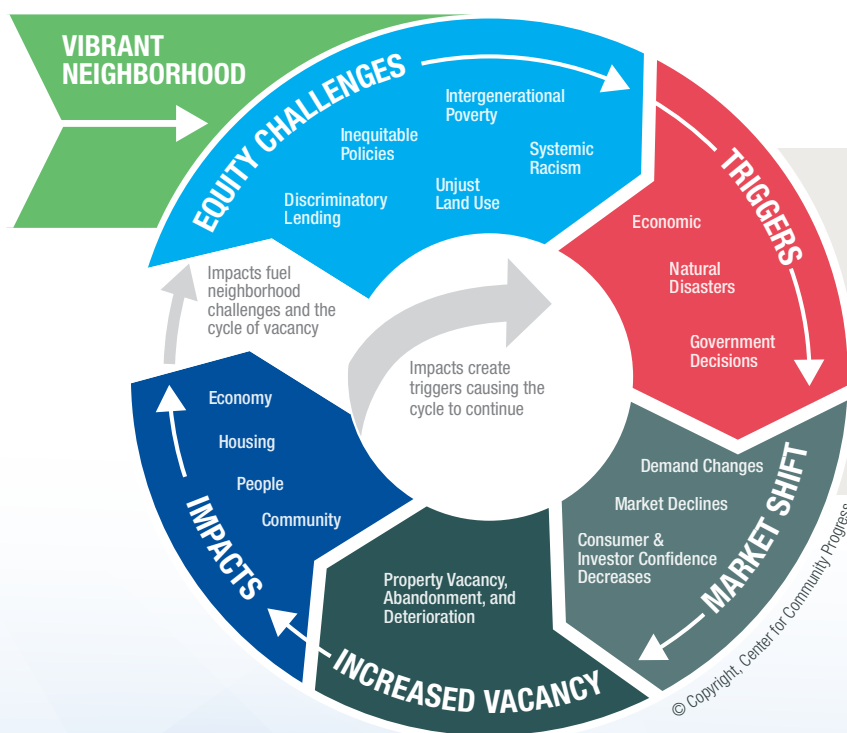 VIBRANT
NEIGHBORHOOD
EQUITY CHALLENGES
Intergenerational
Poverty
Inequitable
Policies
Systemic
Racism
Discriminatory
Lending
Unjust
Land Use
TRIGGERS
Economic
Natural
Disasters
Government
Decisions
MARKET SHIFT
Demand Changes
Market Declines
Consumer &
Investor Confidence
Decreases
INCREASED VACANCY
Property Vacancy,
Abandonment, and
Deterioration
IMPACTS
Economy
Housing
People
Community
Impacts fuel
neighborhood
challenges and the
cycle of vacancy
Impacts create
triggers causing the
cycle to continue
© Copyright, Center for Community Progress